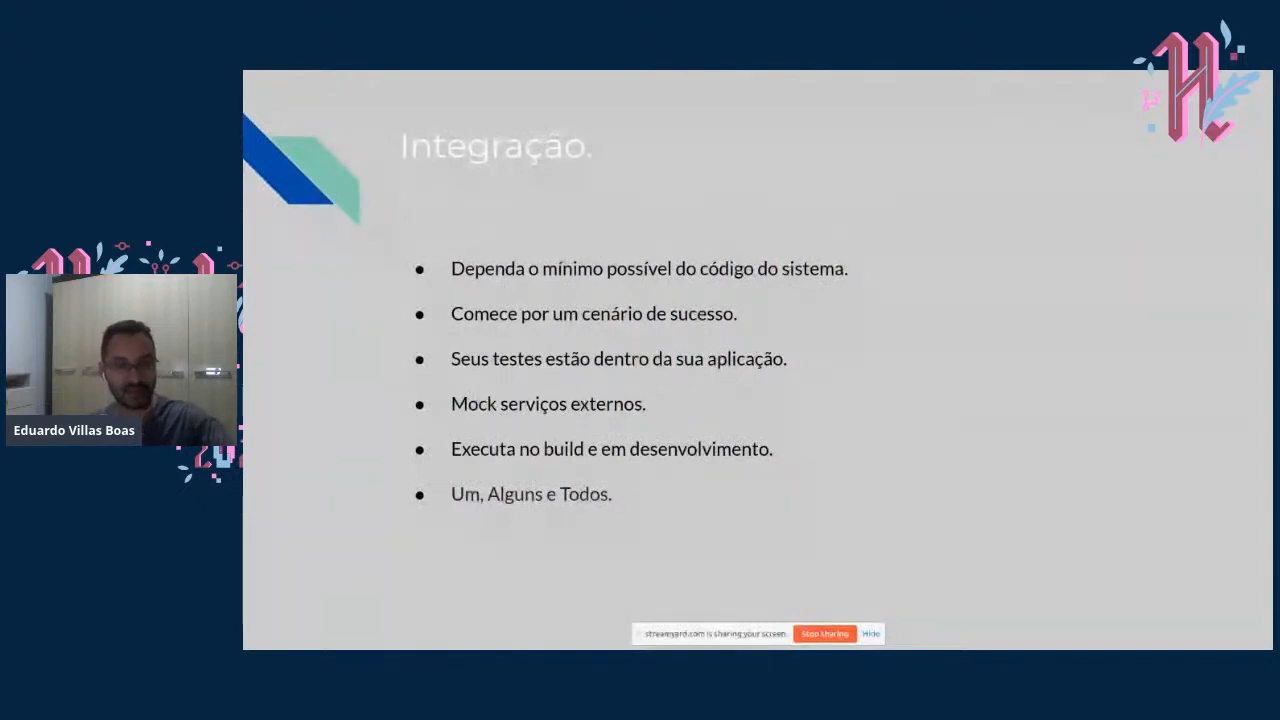 Integração.
● Dependa o mínimo possível do código do sistema.
● Comece por um cenário de sucesso.
● Seus testes estão dentro da sua aplicação.
● Mock serviços externos.
● Executa no build e em desenvolvimento.
● Um, Alguns e Todos.
Eduardo Villas Boas
streamyard.com is sharing your screen. Stop sharing Hide